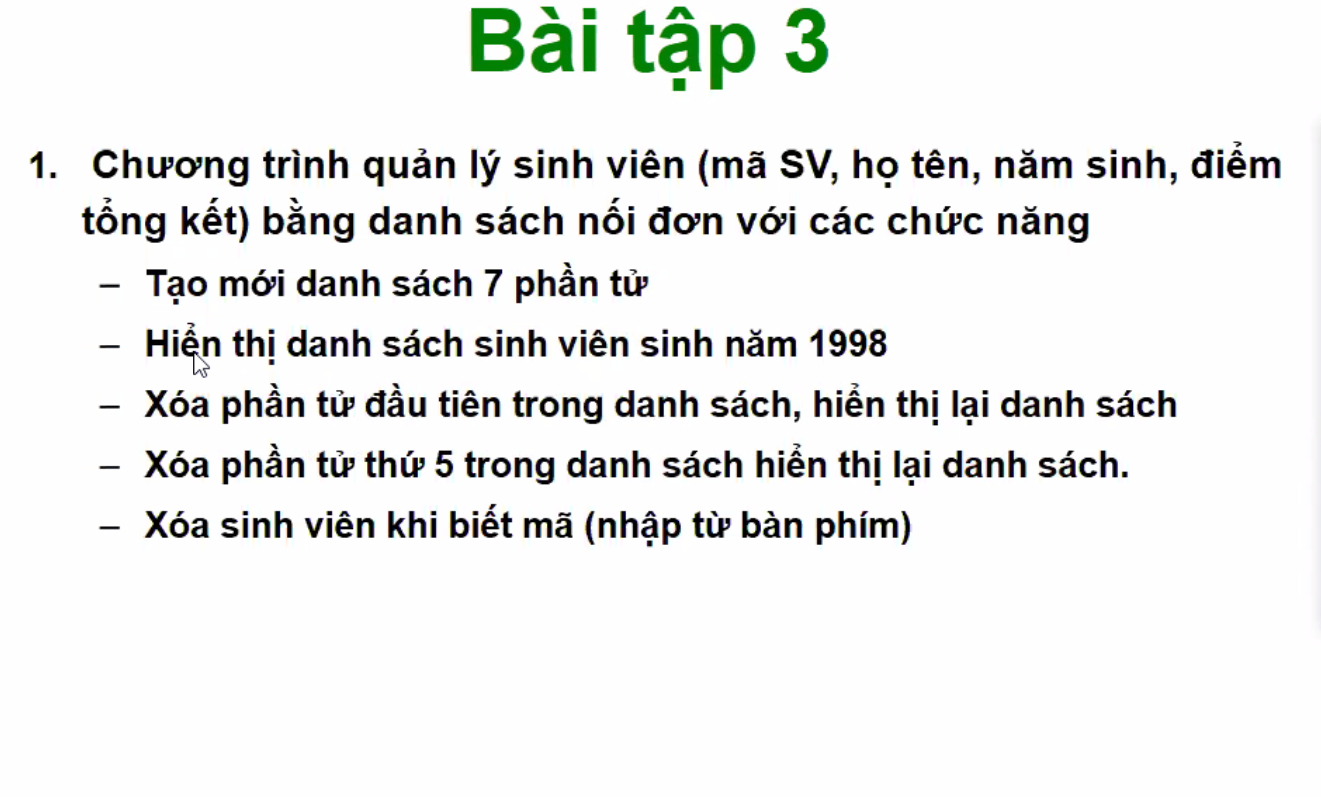 Bài tập 3
1. Chương trình quản lý sinh viên (mã SV, họ tên, năm sinh, điểm
tổng kết) bằng danh sách nối đơn với các chức năng
– Tạo mới danh sách 7 phần tử
– Hiển thị danh sách sinh viên sinh năm 1998
– Xóa phần tử đầu tiên trong danh sách, hiển thị lại danh sách
– Xóa phần tử thứ 5 trong danh sách hiển thị lại danh sách.
– Xóa sinh viên khi biết mã (nhập từ bàn phím)